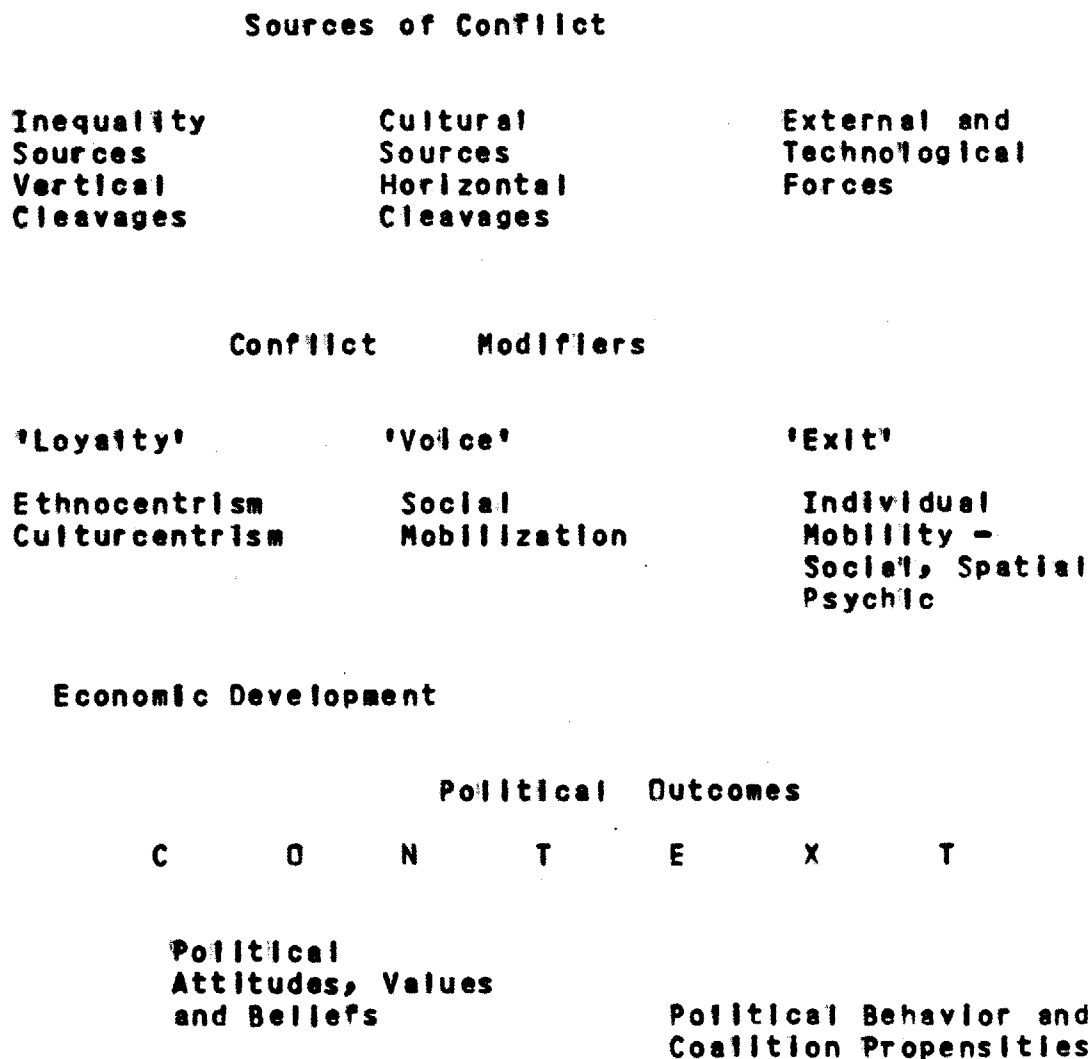 Sources of Conflict
Inequality Cultural External and
Sources Sources Technological
Vertical Horizontal Forces
Cleavages Cleavages
Conflict Modifiers
'Loyalty' 'Voice' 'Exit'
Ethnocentrism Social Individual
Culturcentrism Mobilization Mobility -
Social, Spatial
Psychic
Economic Development
Political Outcomes
C O N T E X T
Political
Attitudes, Values
and Beliefs Political Behavior and
Coalition Propensities